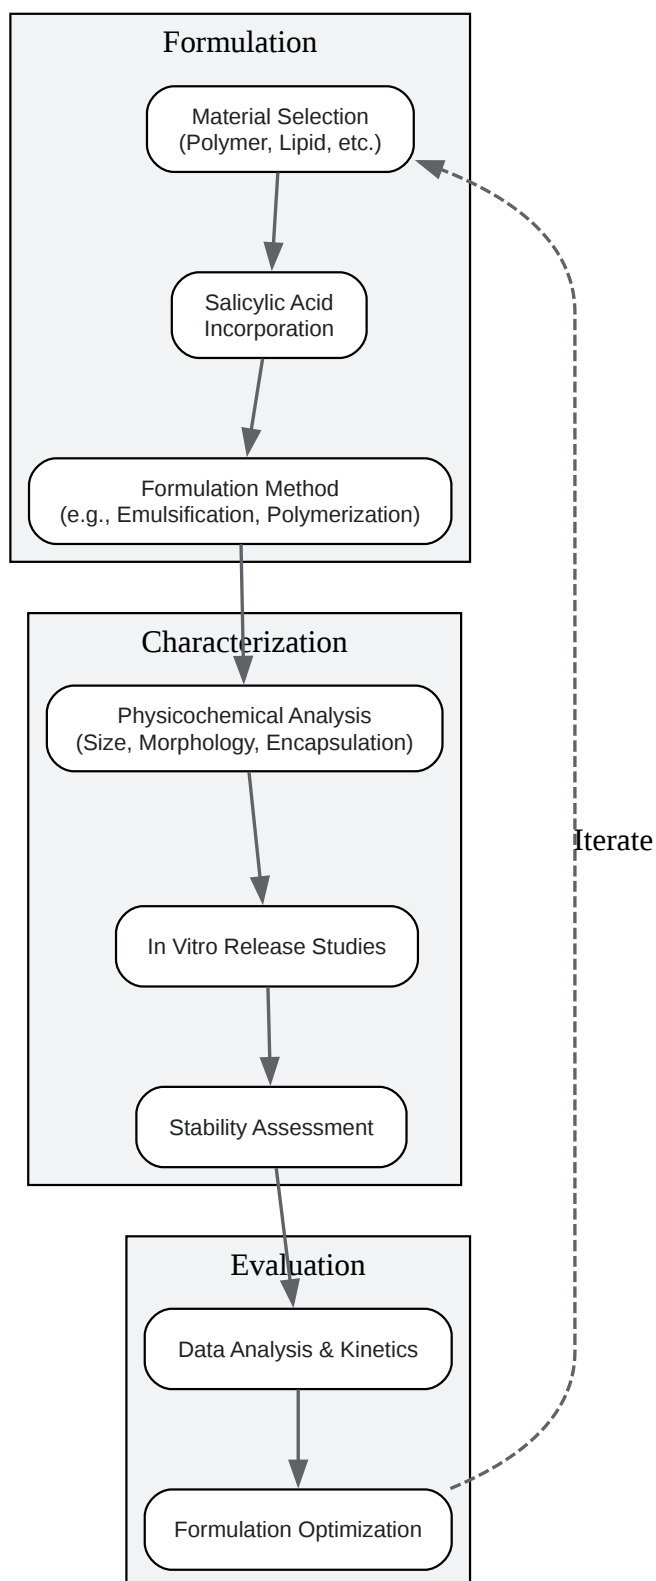 Formulation
Material Selection
(Polymer, Lipid, etc.)
Salicylic Acid
Incorporation
Formulation Method
(e.g., Emulsification, Polymerization)
Characterization
Physicochemical Analysis
(Size, Morphology, Encapsulation)
Iterate
In Vitro Release Studies
Stability Assessment
Evaluation
Data Analysis & Kinetics
Formulation Optimization